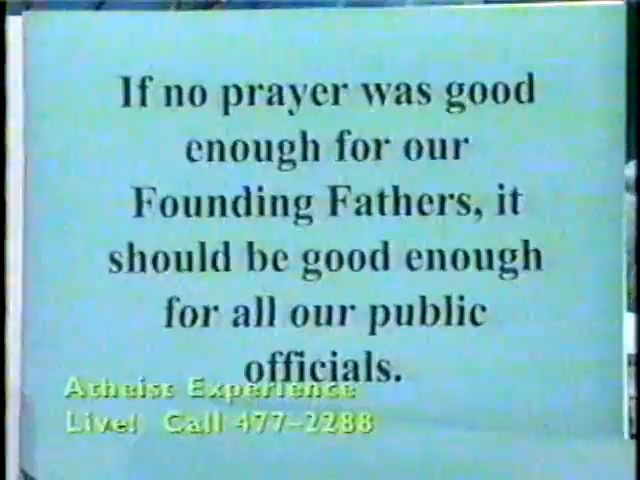 If no prayer was good
enough for our
Founding Fathers, it
should be good enough
for all our public
officials.
Atheist Experience
Live! Call 477-2288